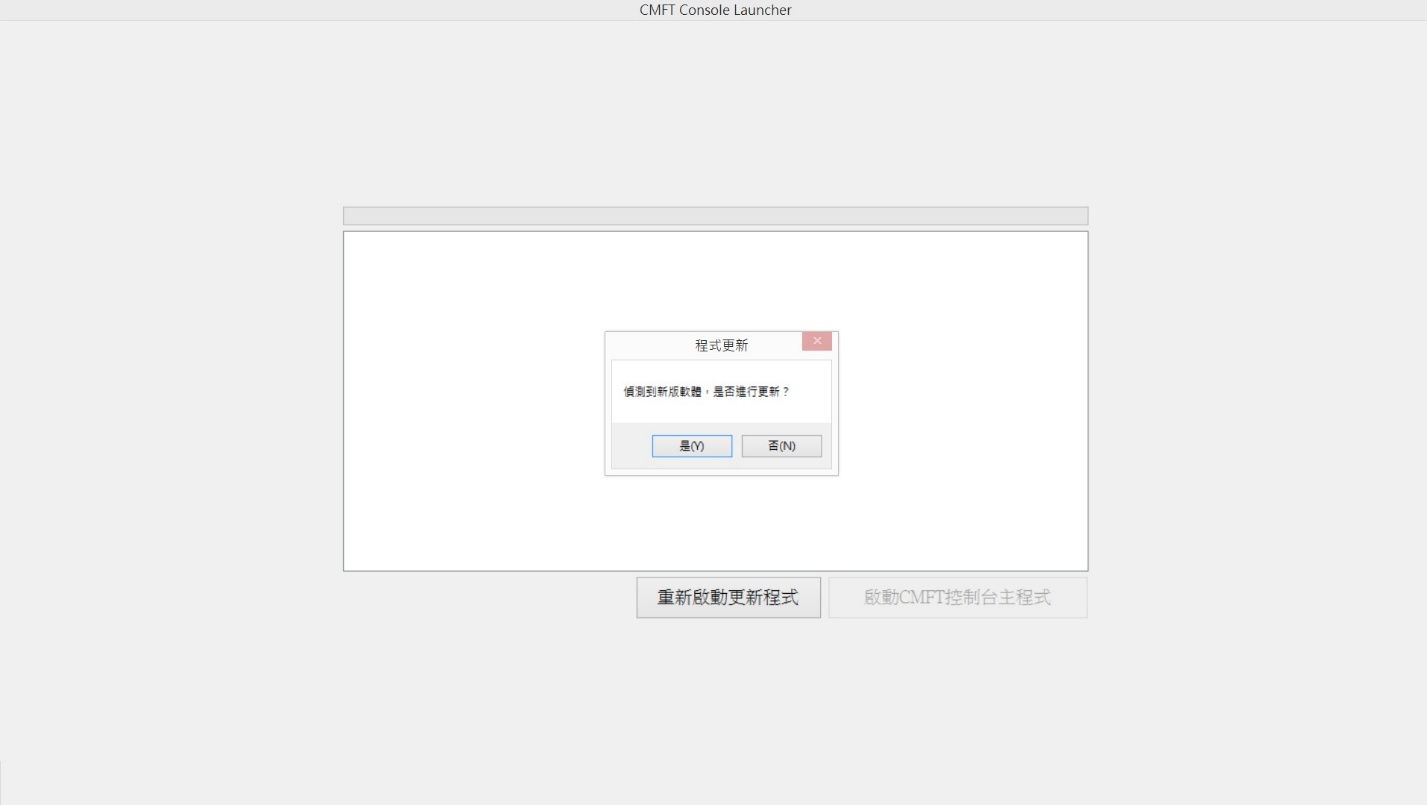 CMFT Console Launcher
程式更新
偵測到新版軟體，是否進行更新？
是(Y) 否(N)
重新啟動更新程式 啟動CMFT控制台主程式